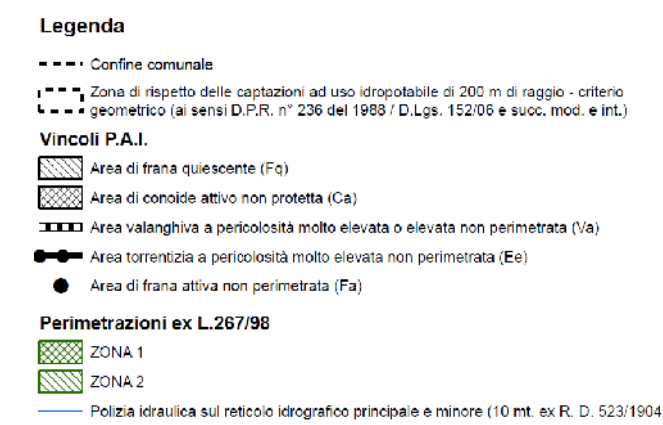 Legenda
Confine comunale
Zona di rispetto delle captazioni ad uso idropotabile di 200 m di raggio - criterio
geometrico (ai sensi D.P.R. n° 236 del 1988 / D.Lgs. 152/06 e succ. mod. e int.)
Vincoli P.A.I.
Area di frana quiescente (Fq)
Area di conoide attivo non protetta (Ca)
Area valanghiva a pericolosità molto elevata o elevata non perimetrata (Va)
Area torrentizia a pericolosità molto elevata non perimetrata (Ee)
Area di frana attiva non perimetrata (Fa)
Perimetrazioni ex L.267/98
ZONA 1
ZONA 2
Polizia idraulica sul reticolo idrografico principale e minore (10 mt. ex R. D. 523/1904